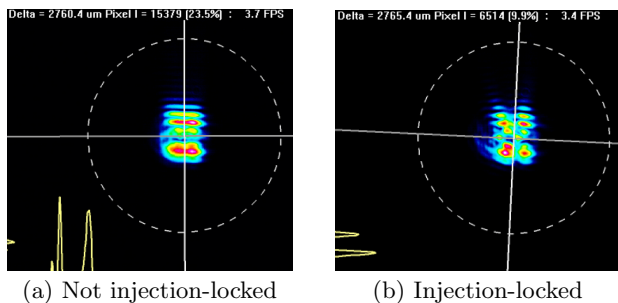 Delta = 2760.4 um Pixel I = 15379 (23.5%) : 3.7 FPS
Delta = 2765.4 um Pixel I = 6514 (9.9%) : 3.4 FPS
(a) Not injection-locked
(b) Injection-locked